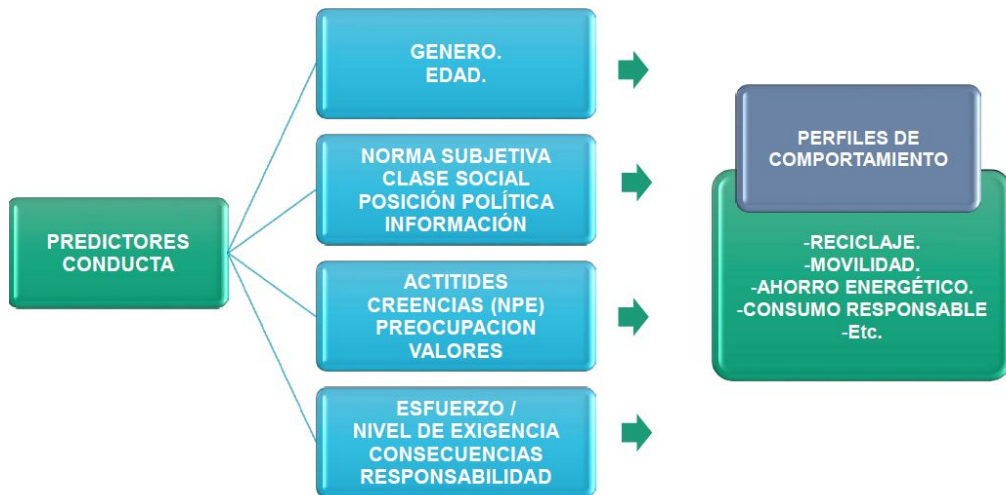 PREDICTORES
CONDUCTA
GENERO.
EDAD.
NORMA SUBJETIVA
CLASE SOCIAL
POSICIÓN POLÍTICA
INFORMACIÓN
ACTITIDES
CREENCIAS (NPE)
PREOCUPACION
VALORES
ESFUERZO /
NIVEL DE EXIGENCIA
CONSECUENCIAS
RESPONSABILIDAD
PERFILES DE
COMPORTAMIENTO
-RECICLAJE.
-MOVILIDAD.
-AHORRO ENERGÉTICO.
-CONSUMO RESPONSABLE
-Etc.